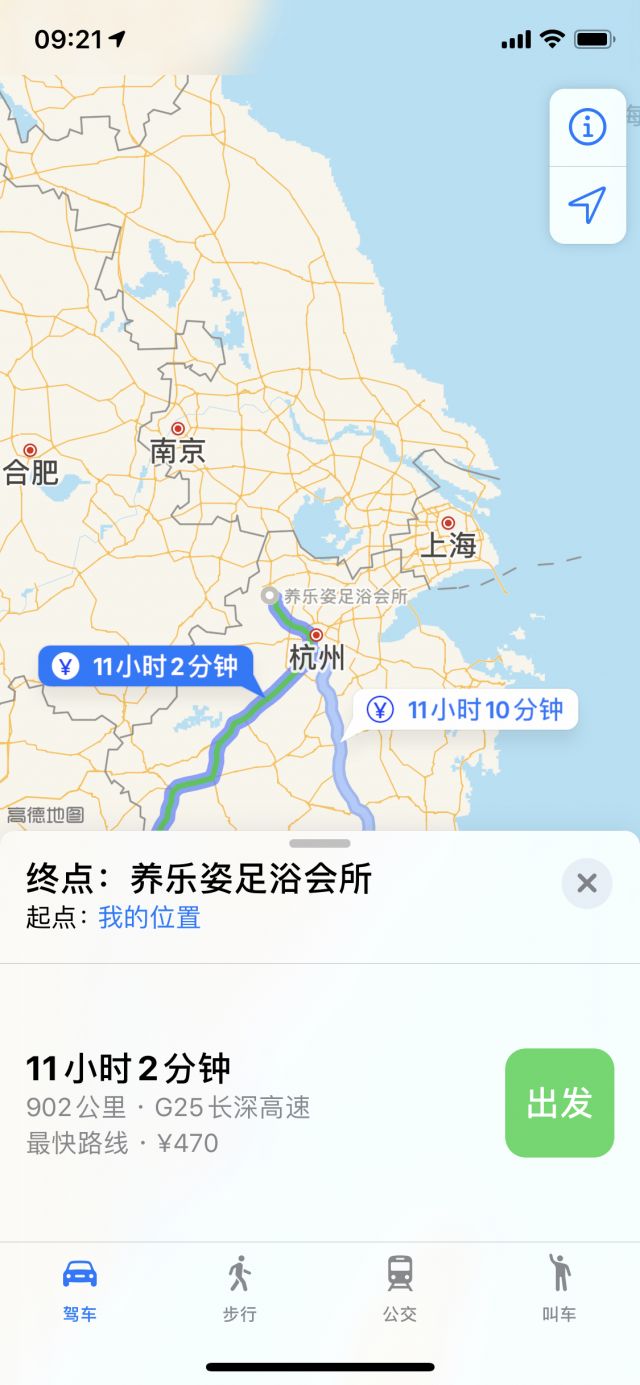 09:21
海
南京
合肥
上海
养乐姿足浴会所
杭州
¥ 11小时2分钟
¥ 11小时10分钟
高德地图
终点：养乐姿足浴会所
起点：我的位置
11小时2分钟
902公里 · G25长深高速
最快路线 · ¥470
出发
驾车
步行
公交
叫车